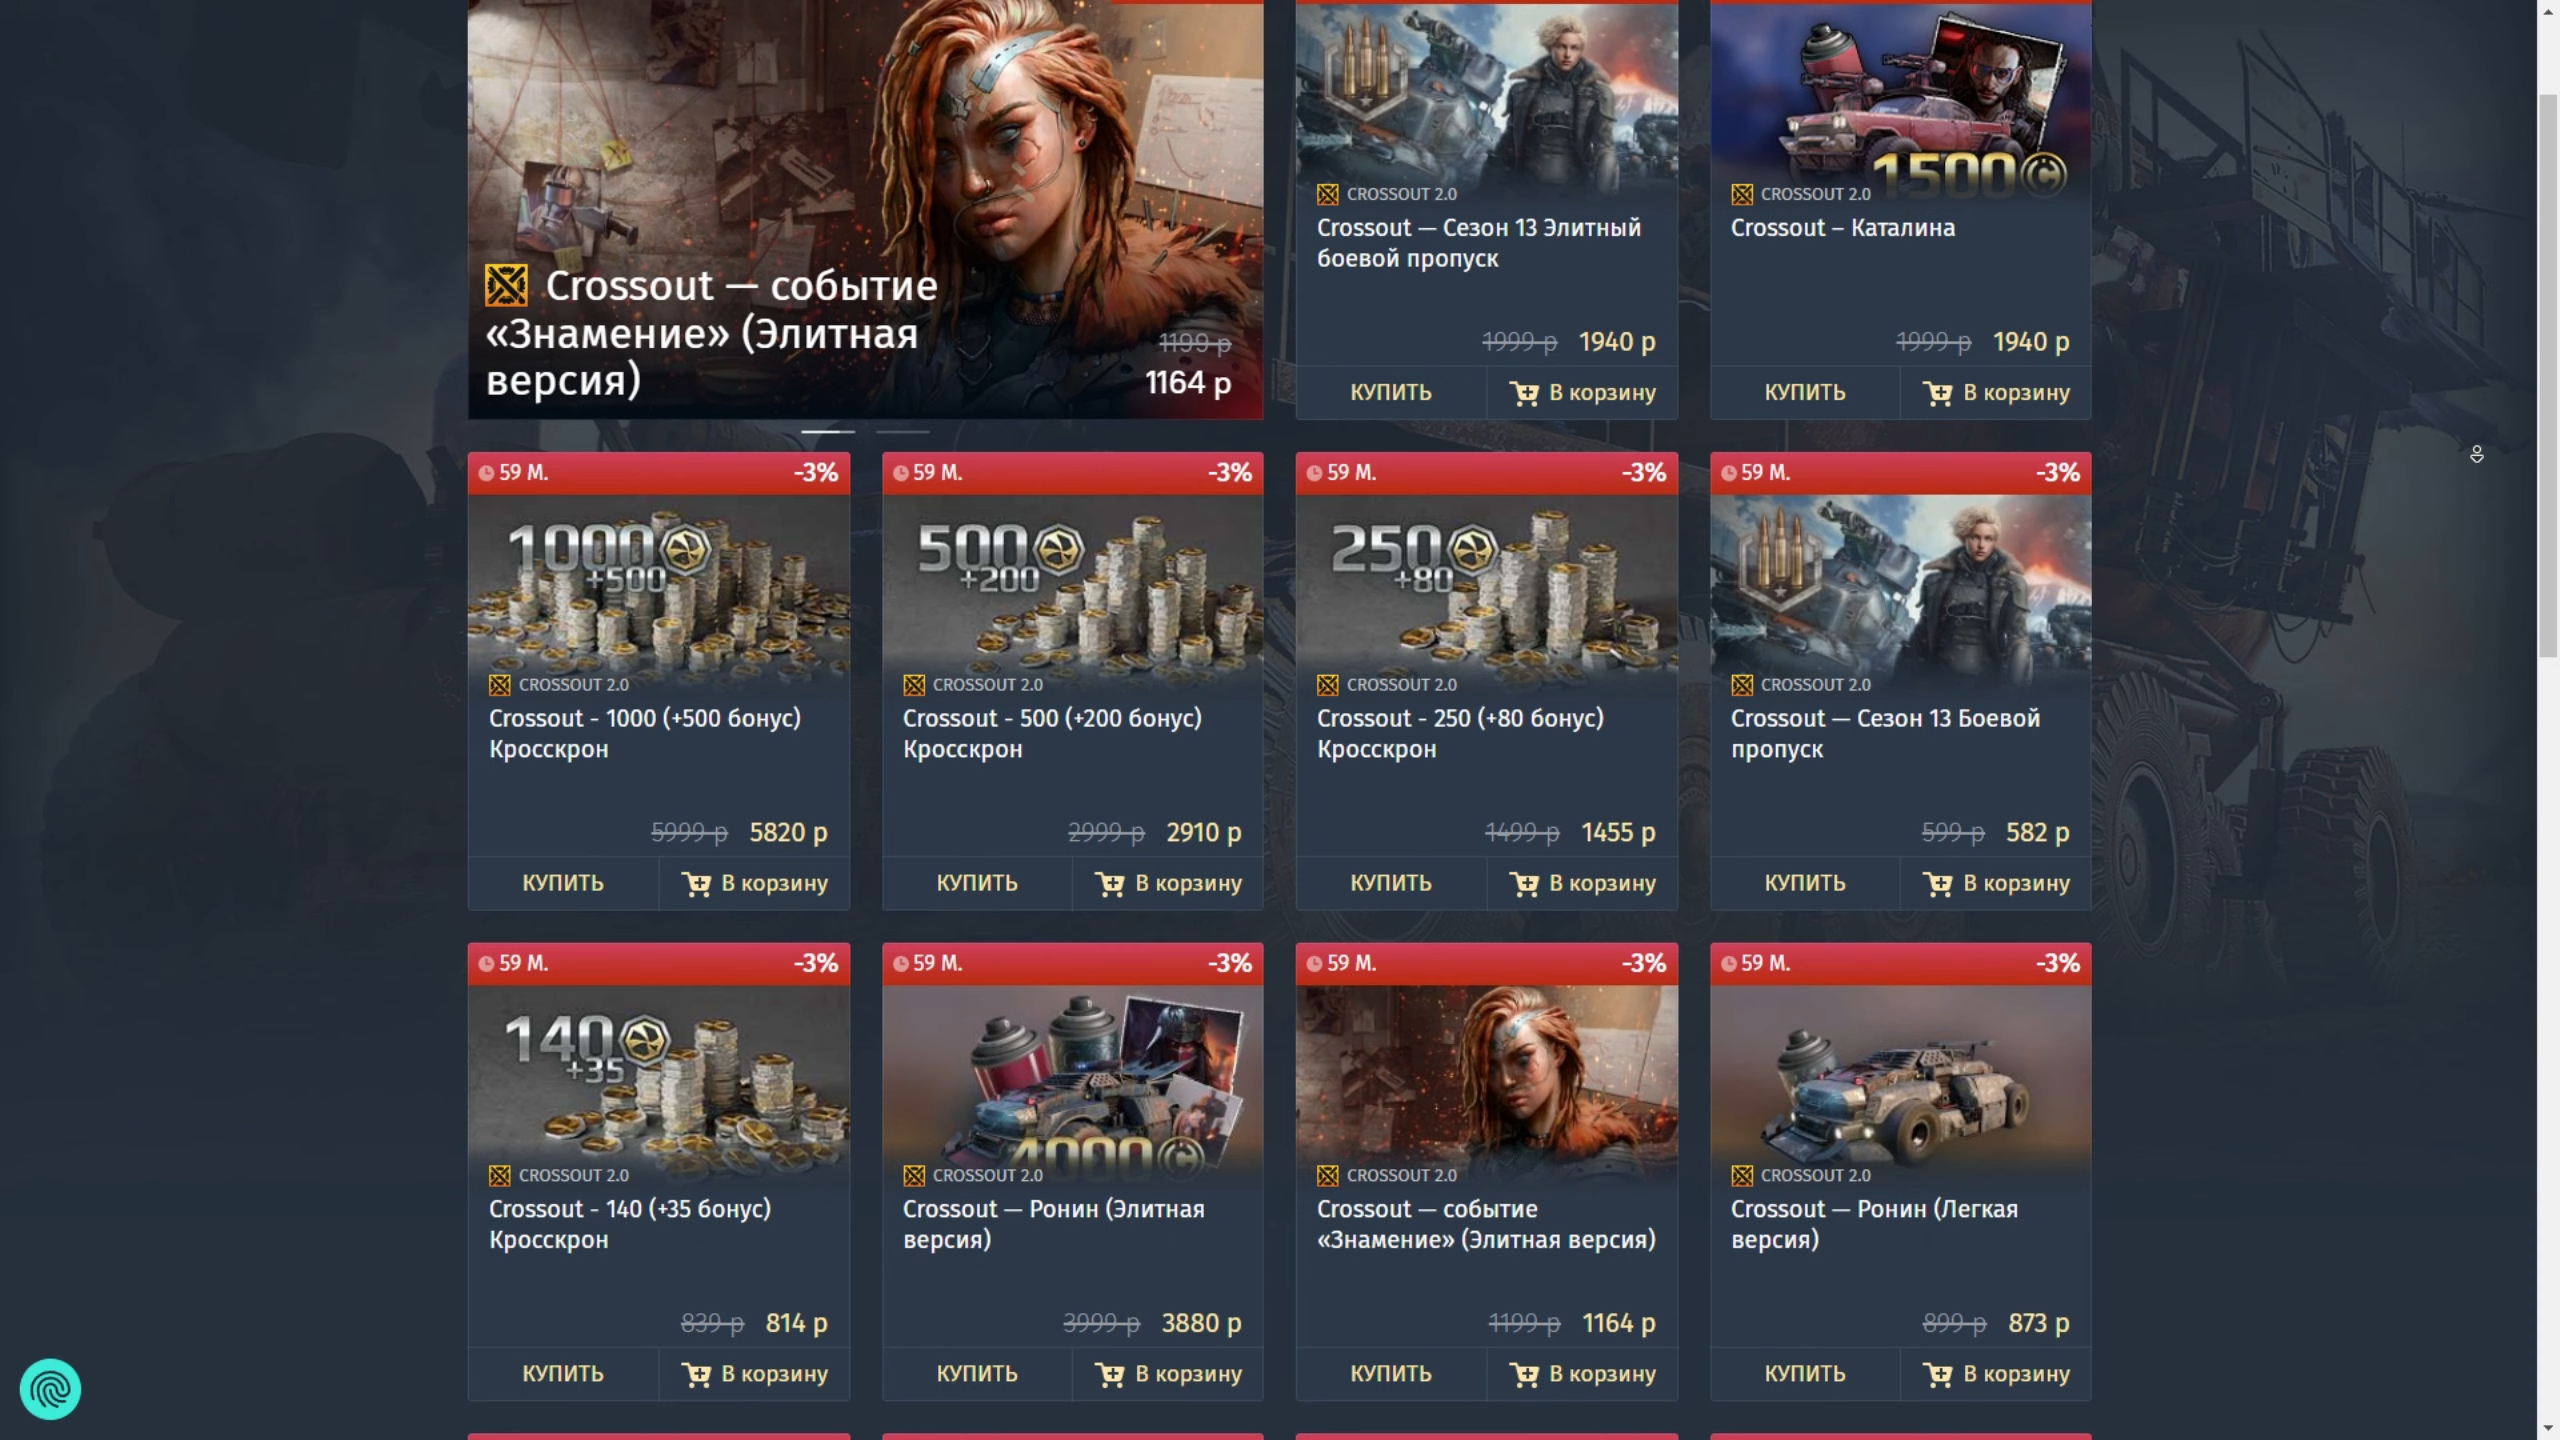 Crossout — событие
«Знамение» (Элитная
версия)
1199 р
1164 р
CROSSOUT 2.0
Crossout — Сезон 13 Элитный
боевой пропуск
1999 р 1940 р
КУПИТЬ В корзину
1500
CROSSOUT 2.0
Crossout – Каталина
1999 р 1940 р
КУПИТЬ В корзину
59 М. -3%
1000
+500
CROSSOUT 2.0
Crossout - 1000 (+500 бонус)
Кросскрон
5999 р 5820 р
КУПИТЬ В корзину
59 М. -3%
500
+200
CROSSOUT 2.0
Crossout - 500 (+200 бонус)
Кросскрон
2999 р 2910 р
КУПИТЬ В корзину
59 М. -3%
250
+80
CROSSOUT 2.0
Crossout - 250 (+80 бонус)
Кросскрон
1499 р 1455 р
КУПИТЬ В корзину
59 М. -3%
CROSSOUT 2.0
Crossout — Сезон 13 Боевой
пропуск
599 р 582 р
КУПИТЬ В корзину
59 М. -3%
140
+35
CROSSOUT 2.0
Crossout - 140 (+35 бонус)
Кросскрон
839 р 814 р
КУПИТЬ В корзину
59 М. -3%
4000
CROSSOUT 2.0
Crossout — Ронин (Элитная
версия)
3999 р 3880 р
КУПИТЬ В корзину
59 М. -3%
CROSSOUT 2.0
Crossout — событие
«Знамение» (Элитная версия)
1199 р 1164 р
КУПИТЬ В корзину
59 М. -3%
CROSSOUT 2.0
Crossout — Ронин (Легкая
версия)
899 р 873 р
КУПИТЬ В корзину